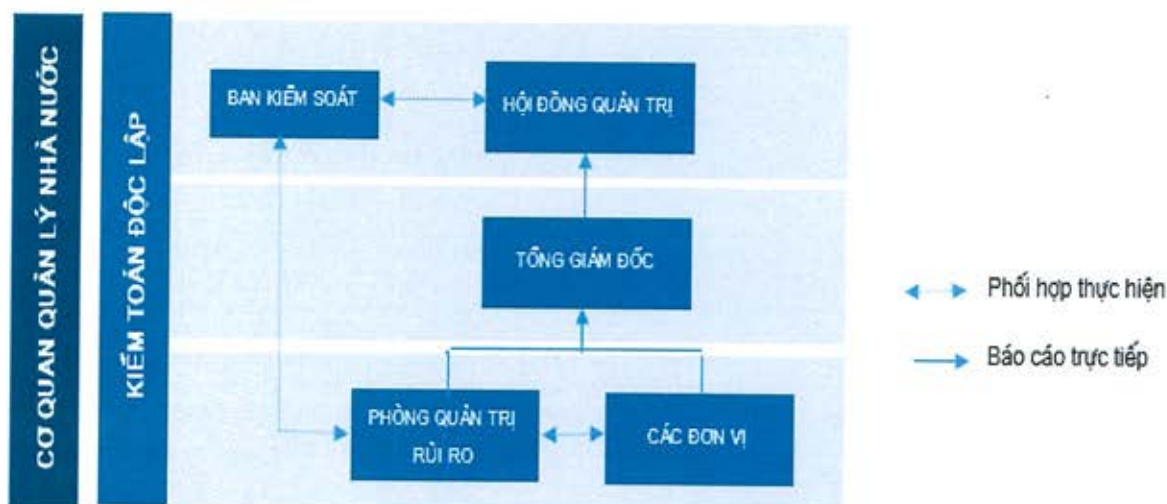 CƠ QUAN QUẢN LÝ NHÀ NƯỚC
KIỂM TOÁN ĐỘC LẬP
BAN KIỂM SOÁT
HỘI ĐỒNG QUẢN TRỊ
TỔNG GIÁM ĐỐC
PHÒNG QUẢN TRỊ
RỦI RO
CÁC ĐƠN VỊ
Phối hợp thực hiện
Báo cáo trực tiếp